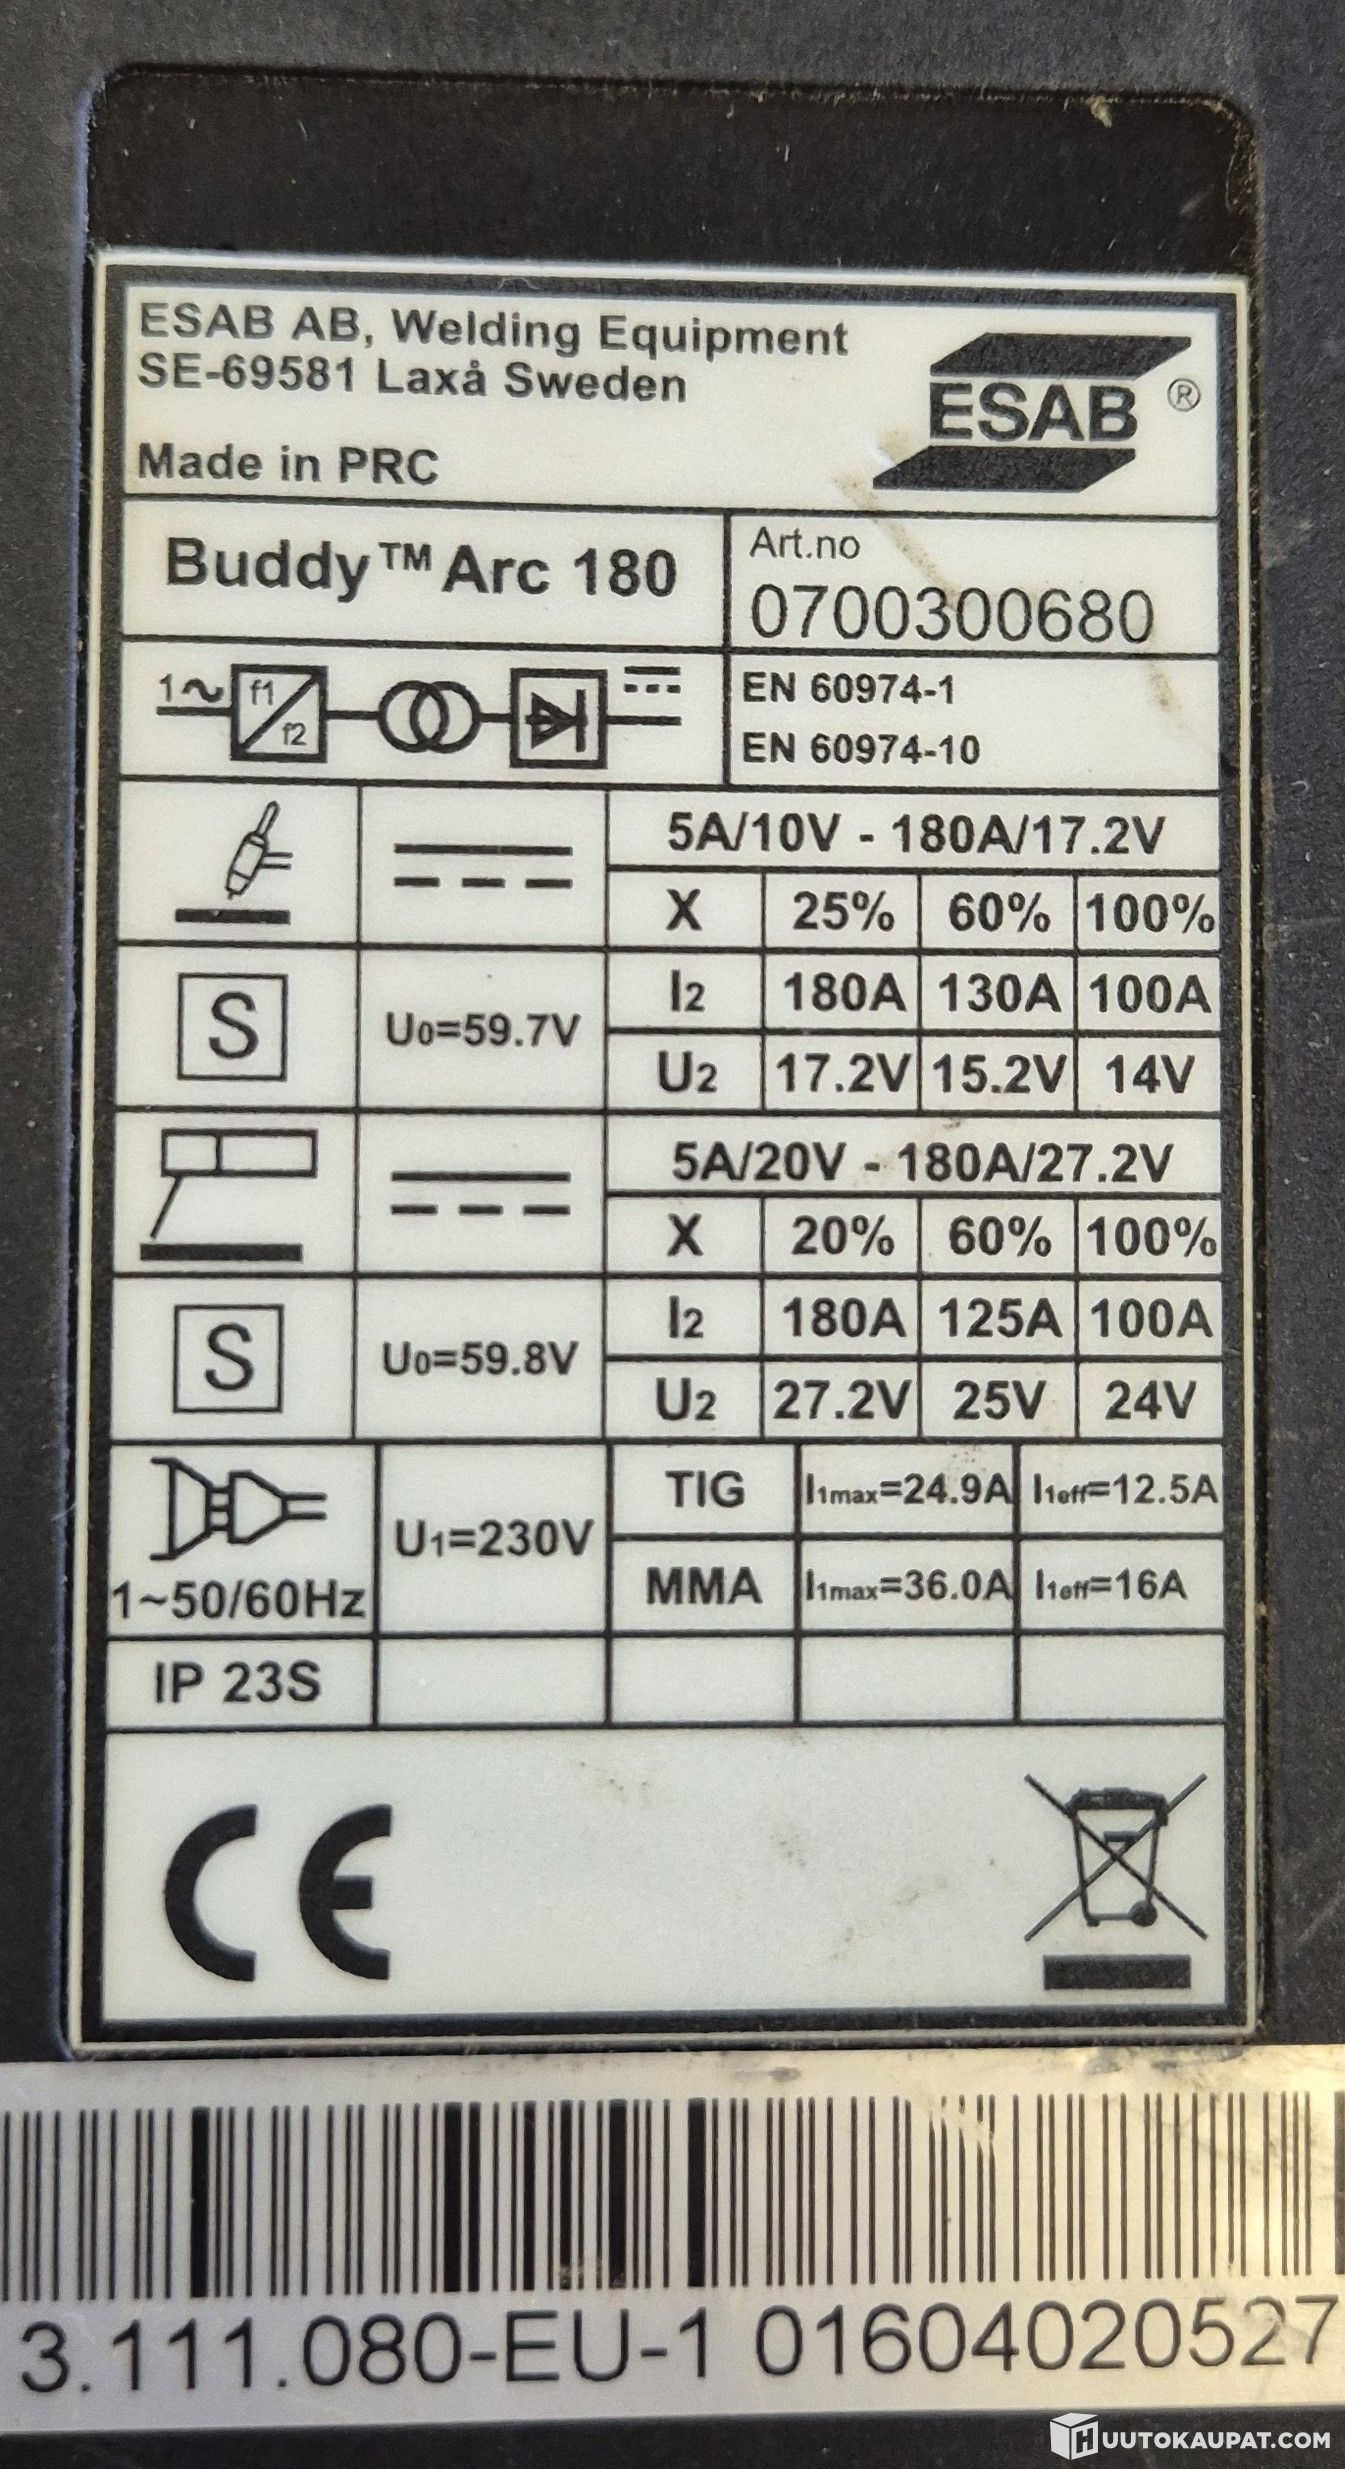 ESAB AB, Welding Equipment
SE-69581 Laxå Sweden
Made in PRC
ESAB ®
Buddy™ Arc 180
Art.no
0700300680
1~ f1 f2
EN 60974-1
EN 60974-10
5A/10V - 180A/17.2V
X 25% 60% 100%
S U0=59.7V
I2 180A 130A 100A
U2 17.2V 15.2V 14V
5A/20V - 180A/27.2V
X 20% 60% 100%
S U0=59.8V
I2 180A 125A 100A
U2 27.2V 25V 24V
1~50/60Hz
U1=230V
TIG I1max=24.9A I1eff=12.5A
MMA I1max=36.0A I1eff=16A
IP 23S
CE
3.111.080-EU-1 01604020527
HUUTOKAUPAT.COM